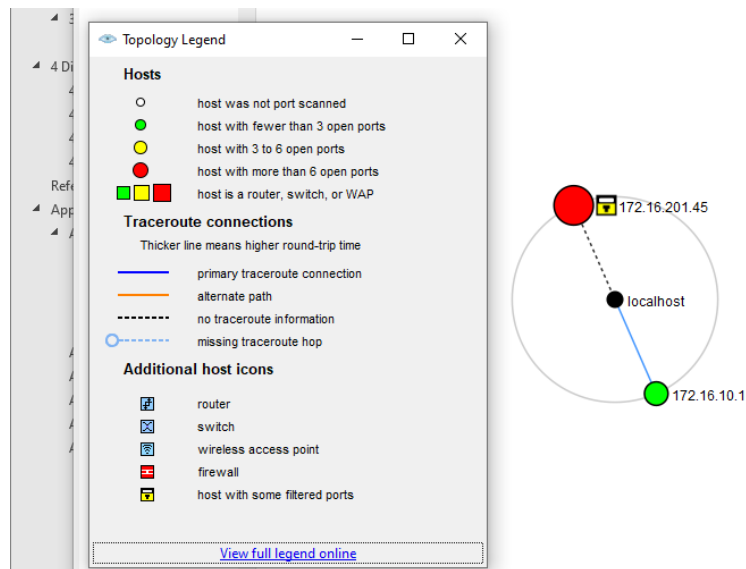 Topology Legend
Hosts
host was not port scanned
host with fewer than 3 open ports
host with 3 to 6 open ports
host with more than 6 open ports
host is a router, switch, or WAP
Traceroute connections
Thicker line means higher round-trip time
primary traceroute connection
alternate path
no traceroute information
missing traceroute hop
Additional host icons
router
switch
wireless access point
firewall
host with some filtered ports
View full legend online
4 Di
Refe
App
172.16.201.45
localhost
172.16.10.1